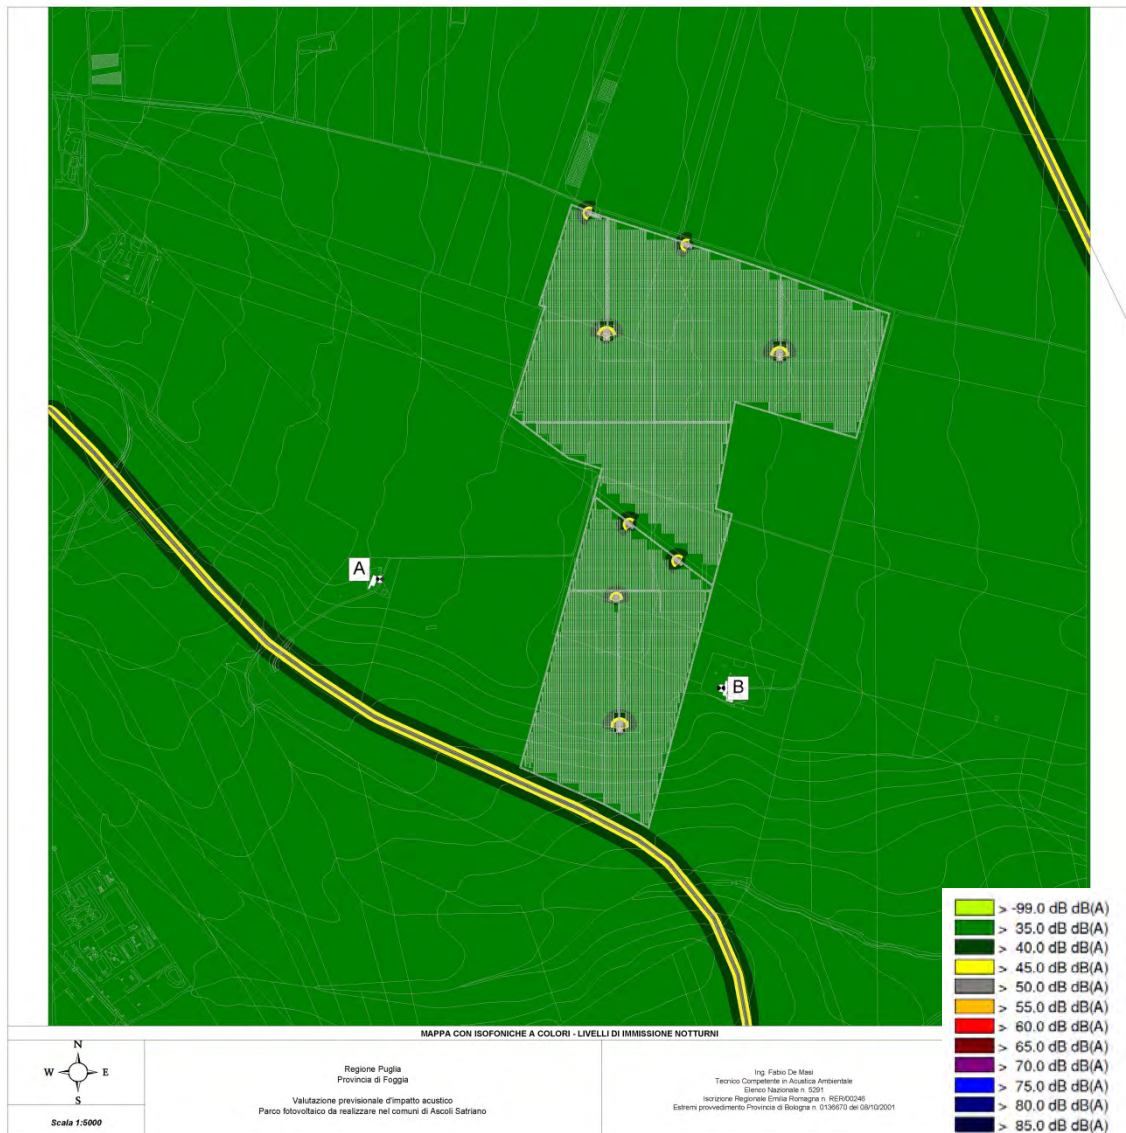 A
B
> -99.0 dB dB(A)
> 35.0 dB dB(A)
> 40.0 dB dB(A)
> 45.0 dB dB(A)
> 50.0 dB dB(A)
> 55.0 dB dB(A)
> 60.0 dB dB(A)
> 65.0 dB dB(A)
> 70.0 dB dB(A)
> 75.0 dB dB(A)
> 80.0 dB dB(A)
> 85.0 dB dB(A)
MAPPA CON ISOFONICHE A COLORI - LIVELLI DI IMMISSIONE NOTTURNI
N
W E
S
Scala 1:5000
Regione Puglia
Provincia di Foggia
Valutazione previsionale d'impatto acustico
Parco fotovoltaico da realizzare nel comuni di Ascoli Satriano
Ing. Fabio De Masi
Tecnico Competente in Acustica Ambientale
Elenco Nazionale n. 5291
Iscrizione Regionale Emilia Romagna n. RER/00246
Estremi provvedimento Provincia di Bologna n. 0136670 del 08/10/2001